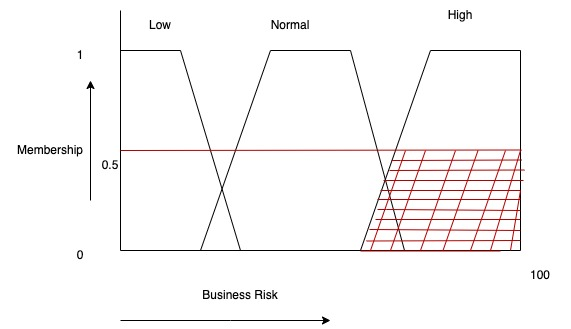 Low
Normal
High
1
Membership
0.5
0
100
Business Risk